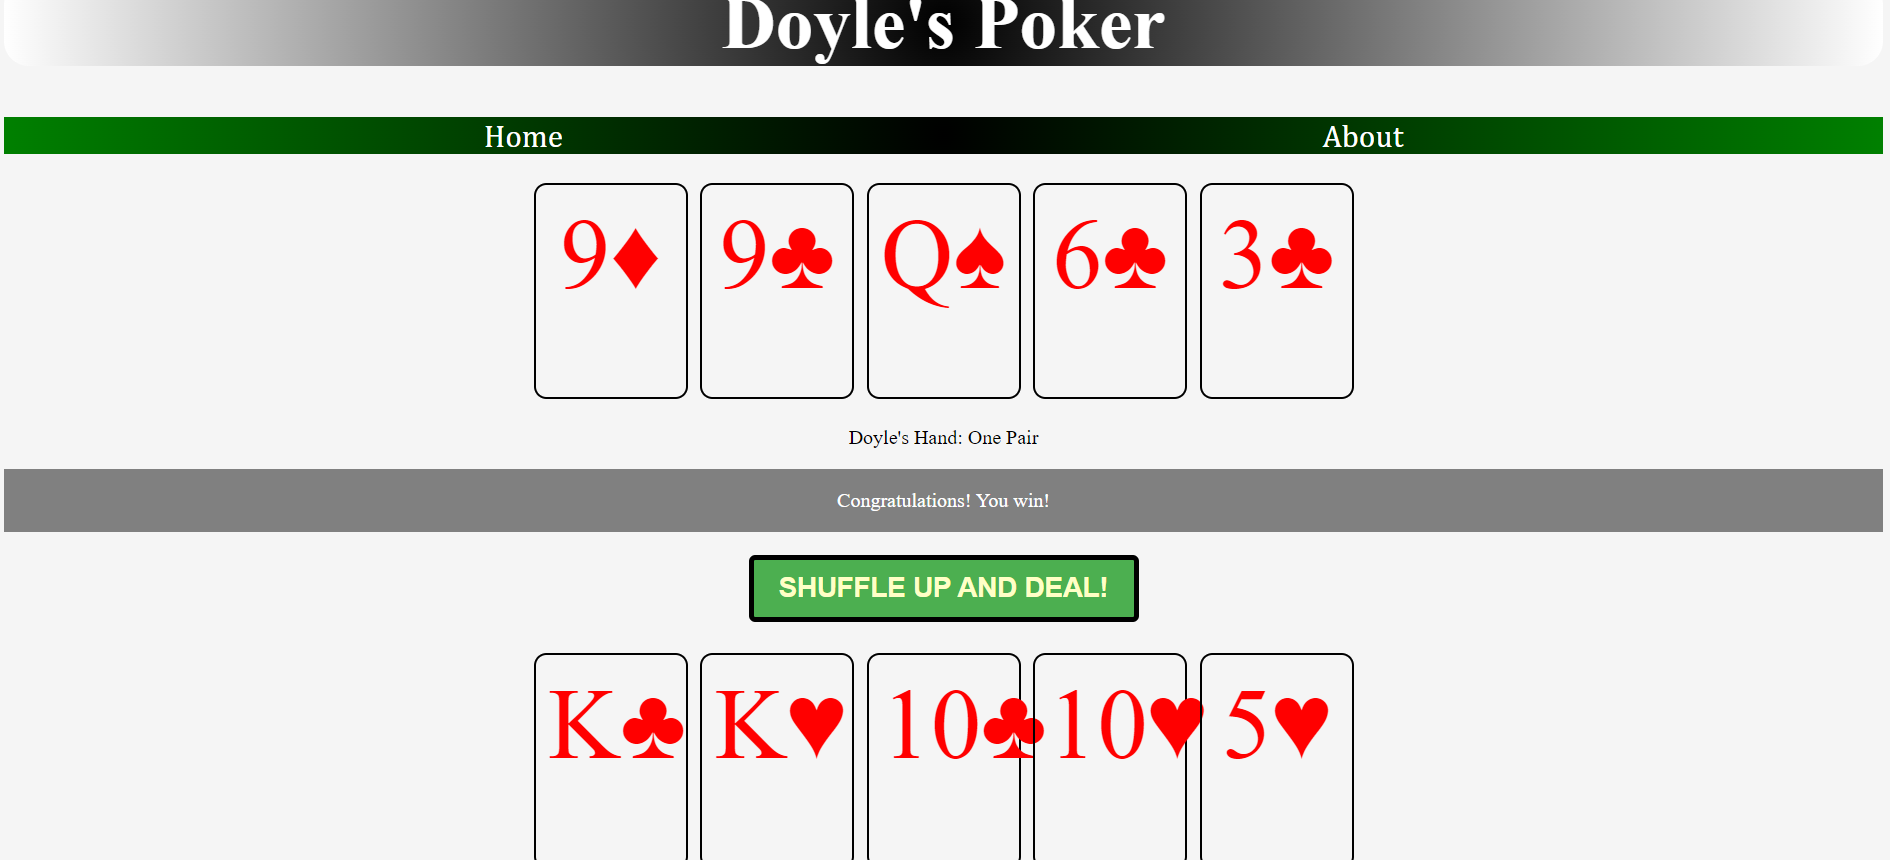 Doyle's Poker
Home About
9♦ 9♣ Q♠ 6♣ 3♣
Doyle's Hand: One Pair
Congratulations! You win!
SHUFFLE UP AND DEAL!
K♣ K♥ 10♣ 10♥ 5♥